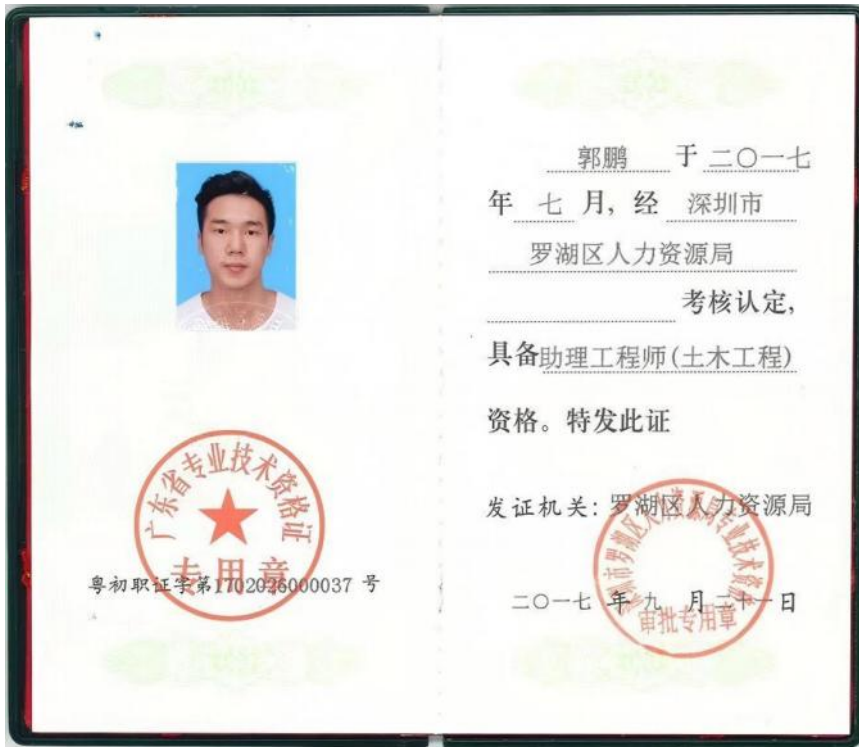 广东省专业技术资格证
专用章
粤初职证字第1702026000037 号
郭鹏 于 二〇一七
年 七 月, 经 深圳市
罗湖区人力资源局
考核认定,
具备助理工程师(土木工程)
资格。特发此证
发证机关: 罗湖区人力资源局
二〇一七 年 九 月 二十一日
审批专用章